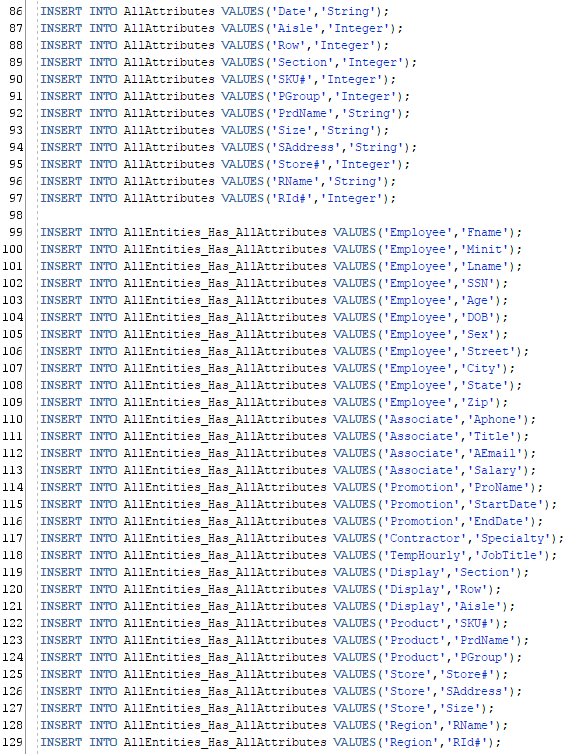 86 INSERT INTO AllAttributes VALUES('Date','String');
87 INSERT INTO AllAttributes VALUES('Aisle','Integer');
88 INSERT INTO AllAttributes VALUES('Row','Integer');
89 INSERT INTO AllAttributes VALUES('Section','Integer');
90 INSERT INTO AllAttributes VALUES('SKU#','Integer');
91 INSERT INTO AllAttributes VALUES('PGroup','Integer');
92 INSERT INTO AllAttributes VALUES('PrdName','String');
93 INSERT INTO AllAttributes VALUES('Size','String');
94 INSERT INTO AllAttributes VALUES('SAddress','String');
95 INSERT INTO AllAttributes VALUES('Store#','Integer');
96 INSERT INTO AllAttributes VALUES('RName','String');
97 INSERT INTO AllAttributes VALUES('RId#','Integer');
98
99 INSERT INTO AllEntities_Has_AllAttributes VALUES('Employee','Fname');
100 INSERT INTO AllEntities_Has_AllAttributes VALUES('Employee','Minit');
101 INSERT INTO AllEntities_Has_AllAttributes VALUES('Employee','Lname');
102 INSERT INTO AllEntities_Has_AllAttributes VALUES('Employee','SSN');
103 INSERT INTO AllEntities_Has_AllAttributes VALUES('Employee','Age');
104 INSERT INTO AllEntities_Has_AllAttributes VALUES('Employee','DOB');
105 INSERT INTO AllEntities_Has_AllAttributes VALUES('Employee','Sex');
106 INSERT INTO AllEntities_Has_AllAttributes VALUES('Employee','Street');
107 INSERT INTO AllEntities_Has_AllAttributes VALUES('Employee','City');
108 INSERT INTO AllEntities_Has_AllAttributes VALUES('Employee','State');
109 INSERT INTO AllEntities_Has_AllAttributes VALUES('Employee','Zip');
110 INSERT INTO AllEntities_Has_AllAttributes VALUES('Associate','Aphone');
111 INSERT INTO AllEntities_Has_AllAttributes VALUES('Associate','Title');
112 INSERT INTO AllEntities_Has_AllAttributes VALUES('Associate','AEmail');
113 INSERT INTO AllEntities_Has_AllAttributes VALUES('Associate','Salary');
114 INSERT INTO AllEntities_Has_AllAttributes VALUES('Promotion','ProName');
115 INSERT INTO AllEntities_Has_AllAttributes VALUES('Promotion','StartDate');
116 INSERT INTO AllEntities_Has_AllAttributes VALUES('Promotion','EndDate');
117 INSERT INTO AllEntities_Has_AllAttributes VALUES('Contractor','Specialty');
118 INSERT INTO AllEntities_Has_AllAttributes VALUES('TempHourly','JobTitle');
119 INSERT INTO AllEntities_Has_AllAttributes VALUES('Display','Section');
120 INSERT INTO AllEntities_Has_AllAttributes VALUES('Display','Row');
121 INSERT INTO AllEntities_Has_AllAttributes VALUES('Display','Aisle');
122 INSERT INTO AllEntities_Has_AllAttributes VALUES('Product','SKU#');
123 INSERT INTO AllEntities_Has_AllAttributes VALUES('Product','PrdName');
124 INSERT INTO AllEntities_Has_AllAttributes VALUES('Product','PGroup');
125 INSERT INTO AllEntities_Has_AllAttributes VALUES('Store','Store#');
126 INSERT INTO AllEntities_Has_AllAttributes VALUES('Store','SAddress');
127 INSERT INTO AllEntities_Has_AllAttributes VALUES('Store','Size');
128 INSERT INTO AllEntities_Has_AllAttributes VALUES('Region','RName');
129 INSERT INTO AllEntities_Has_AllAttributes VALUES('Region','RId#');